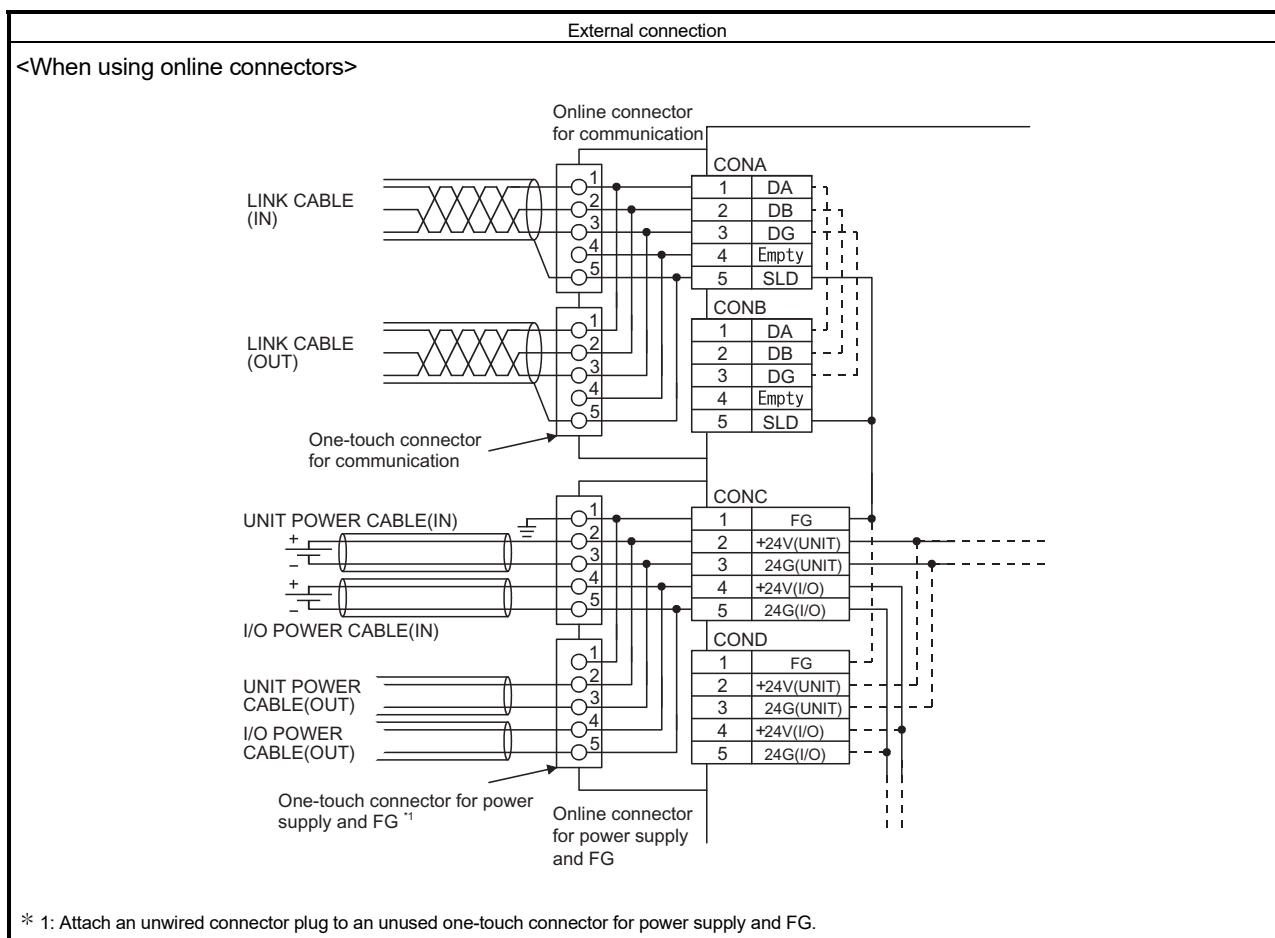 External connection
<When using online connectors>
Online connector
for communication
LINK CABLE
(IN)
1
2
3
4
5
CONA
1 DA
2 DB
3 DG
4 Empty
5 SLD
LINK CABLE
(OUT)
1
2
3
4
5
CONB
1 DA
2 DB
3 DG
4 Empty
5 SLD
One-touch connector
for communication
UNIT POWER CABLE(IN)
+
−
+
−
I/O POWER CABLE(IN)
1
2
3
4
5
CONC
1 FG
2 +24V(UNIT)
3 24G(UNIT)
4 +24V(I/O)
5 24G(I/O)
UNIT POWER
CABLE(OUT)
I/O POWER
CABLE(OUT)
1
2
3
4
5
COND
1 FG
2 +24V(UNIT)
3 24G(UNIT)
4 +24V(I/O)
5 24G(I/O)
One-touch connector for power
supply and FG *1
Online connector
for power supply
and FG
＊ 1: Attach an unwired connector plug to an unused one-touch connector for power supply and FG.